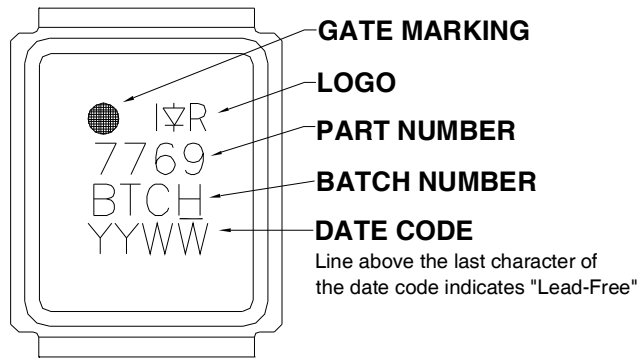 GATE MARKING
LOGO
I R
PART NUMBER
7769
BATCH NUMBER
BTCH
DATE CODE
YYWW
Line above the last character of
the date code indicates "Lead-Free"